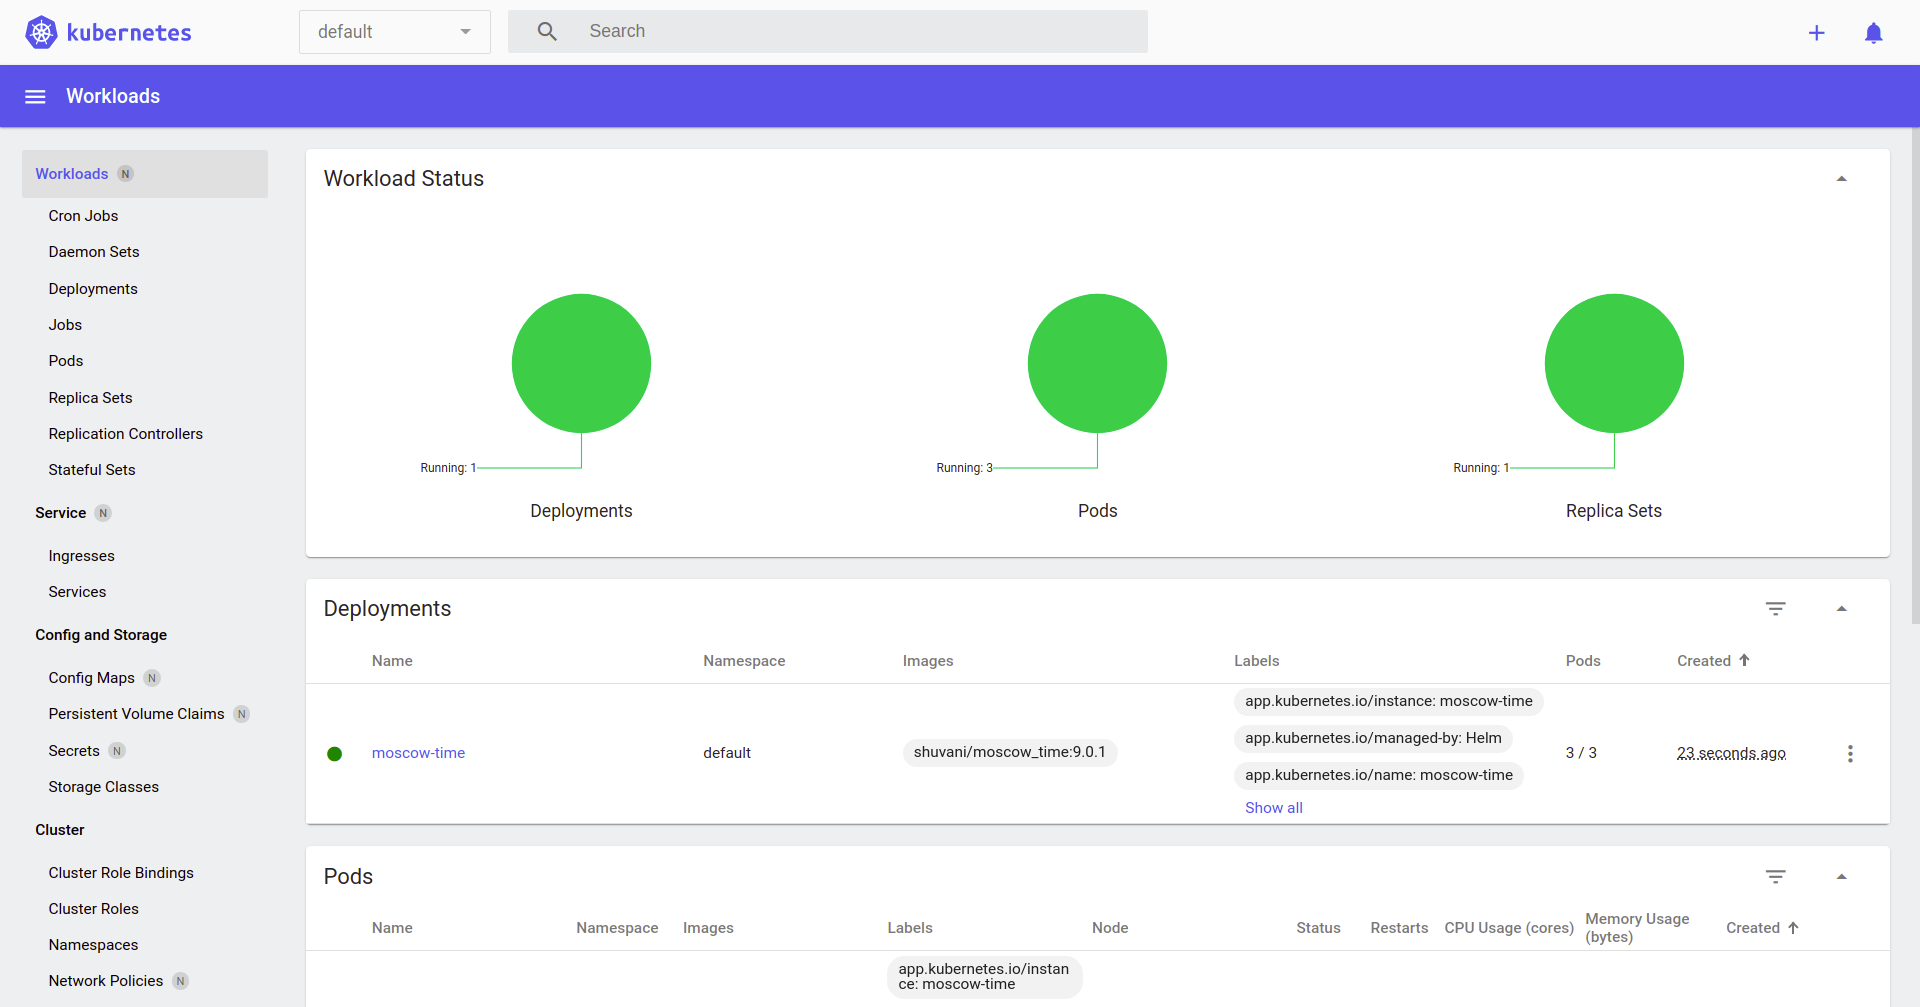 kubernetes
default
Search
Workloads
Workloads N
Cron Jobs
Daemon Sets
Deployments
Jobs
Pods
Replica Sets
Replication Controllers
Stateful Sets
Service N
Ingresses
Services
Config and Storage
Config Maps N
Persistent Volume Claims N
Secrets N
Storage Classes
Cluster
Cluster Role Bindings
Cluster Roles
Namespaces
Network Policies N
Workload Status
Running: 1
Deployments
Running: 3
Pods
Running: 1
Replica Sets
Deployments
Name Namespace Images Labels Pods Created
moscow-time default shuvani/moscow_time:9.0.1
app.kubernetes.io/instance: moscow-time
app.kubernetes.io/managed-by: Helm
app.kubernetes.io/name: moscow-time
Show all
3 / 3
23 seconds ago
Pods
Name Namespace Images Labels Node Status Restarts CPU Usage (cores) Memory Usage
(bytes) Created
app.kubernetes.io/instan
ce: moscow-time